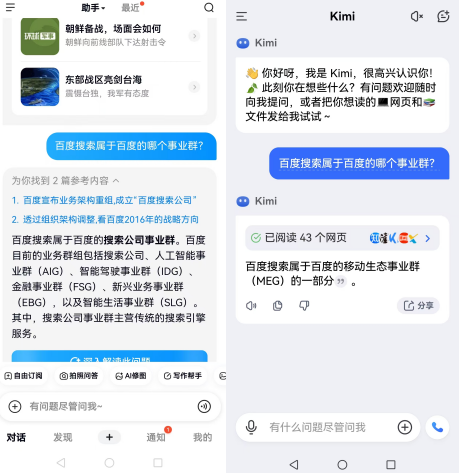 助手
最近
朝鲜备战，场面会如何
朝鲜向前线部队下达射击令
环球军事
东部战区亮剑台海
震慑台独，我军有态度
百度搜索属于百度的哪个事业群?
为你找到 2 篇参考内容
1. 百度宣布业务架构重组,成立“百度搜索公司”
2. 透过组织架构调整,看百度2016年的战略方向
百度搜索属于百度的搜索公司事业群。百度
目前的业务群组包括搜索公司、人工智能事
业群（AIG）、智能驾驶事业群（IDG）、
金融事业群（FSG）、新兴业务事业群
（EBG），以及智能生活事业群（SLG）。
其中，搜索公司事业群主营传统的搜索引擎
服务。
深入解读此问题
自由订阅
拍照问答
AI修图
写作帮手
有问题尽管问我~
对话
发现
通知
1
我的
Kimi
Kimi
👋 你好呀，我是 Kimi，很高兴认识你！
🍃 此刻你在想些什么？有问题欢迎随时
向我提问，或者把你想读的💻网页和📚
文件发给我试试 ~
百度搜索属于百度的哪个事业群？
Kimi
已阅读 43 个网页
百度搜索属于百度的移动生态事业群
（MEG）的一部分 。
分享
有什么问题尽管问我